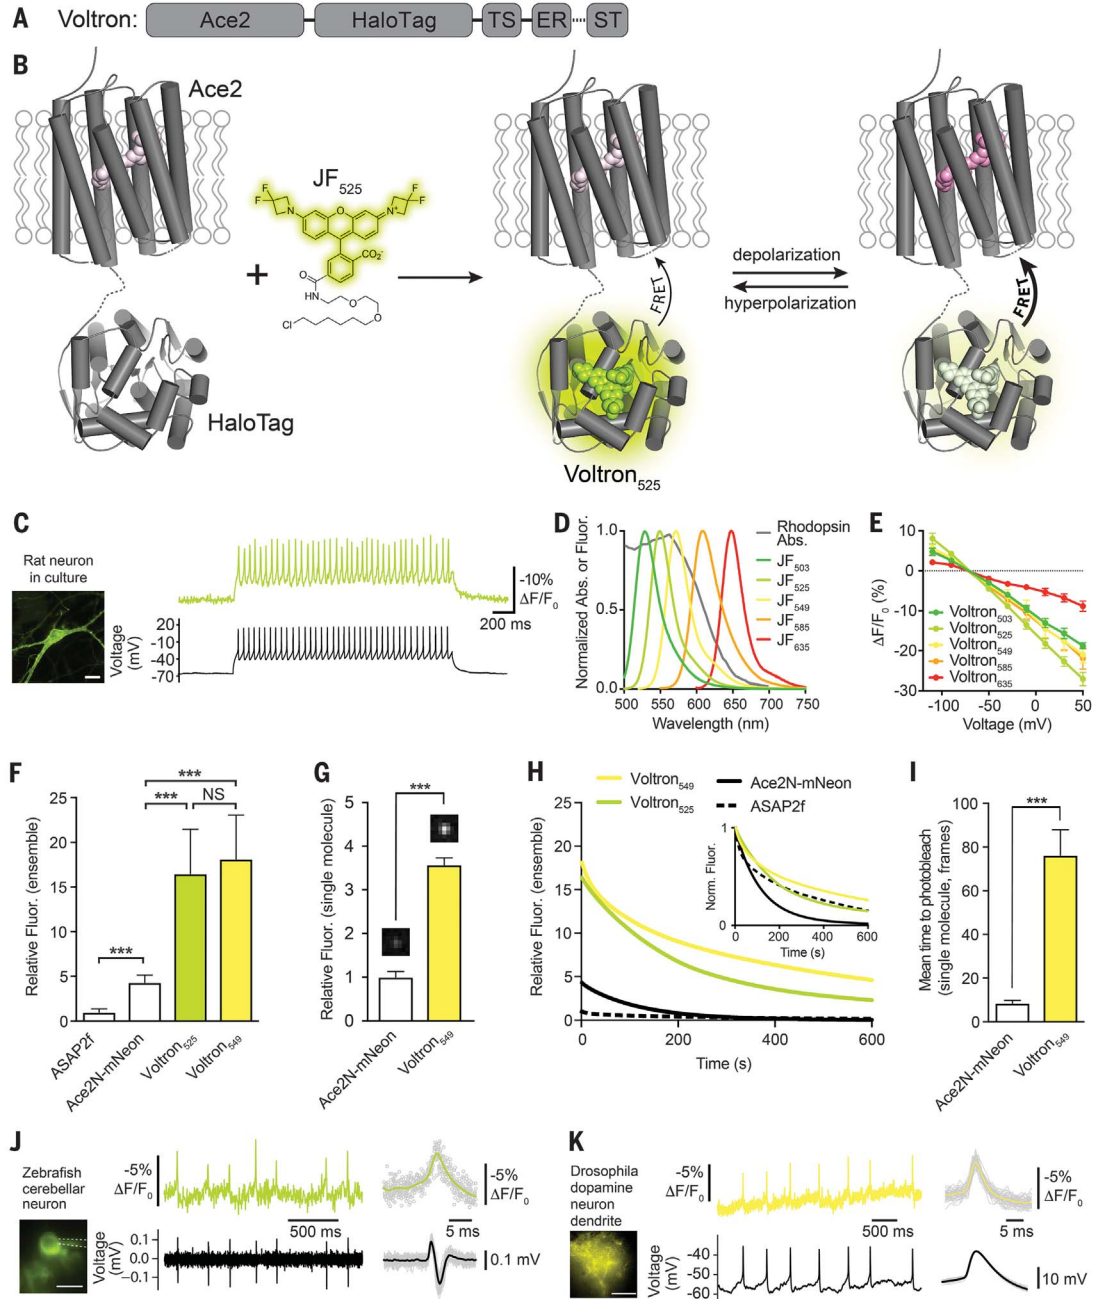 A Voltron: Ace2 HaloTag TS ER ST
B
Ace2
JF525
F F
F F
N O N+
CO2-
O
HN O
Cl O
+
FRET
depolarization
hyperpolarization
FRET
HaloTag
Voltron525
C
Rat neuron
in culture
-10%
ΔF/F0
200 ms
Voltage
(mV)
20
-10
-40
-70
D
Normalized Abs. or Fluor.
1.0
0.5
0.0
500 550 600 650 700 750
Wavelength (nm)
Rhodopsin
Abs.
JF503
JF525
JF549
JF585
JF635
E
ΔF/F0 (%)
10
0
-10
-20
-30
-100 -50 0 50
Voltage (mV)
Voltron503
Voltron525
Voltron549
Voltron585
Voltron635
F
Relative Fluor. (ensemble)
25
20
15
10
5
0
***
*** NS
***
ASAP2f
Ace2N-mNeon
Voltron525
Voltron549
G
Relative Fluor. (single molecule)
5
4
3
2
1
0
***
Ace2N-mNeon
Voltron549
H
Voltron549
Voltron525
Ace2N-mNeon
ASAP2f
Relative Fluor. (ensemble)
25
20
15
10
5
0
0 200 400 600
Time (s)
Norm. Fluor.
1
0
0 200 400 600
Time (s)
I
Mean time to photobleach
(single molecule, frames)
100
80
60
40
20
0
***
Ace2N-mNeon
Voltron549
J
Zebrafish
cerebellar
neuron
-5%
ΔF/F0
500 ms
-5%
ΔF/F0
5 ms
Voltage
(mV)
0.1
-0.0
-0.1
0.1 mV
K
Drosophila
dopamine
neuron
dendrite
-5%
ΔF/F0
500 ms
-5%
ΔF/F0
5 ms
Voltage
(mV)
-40
-50
-60
10 mV